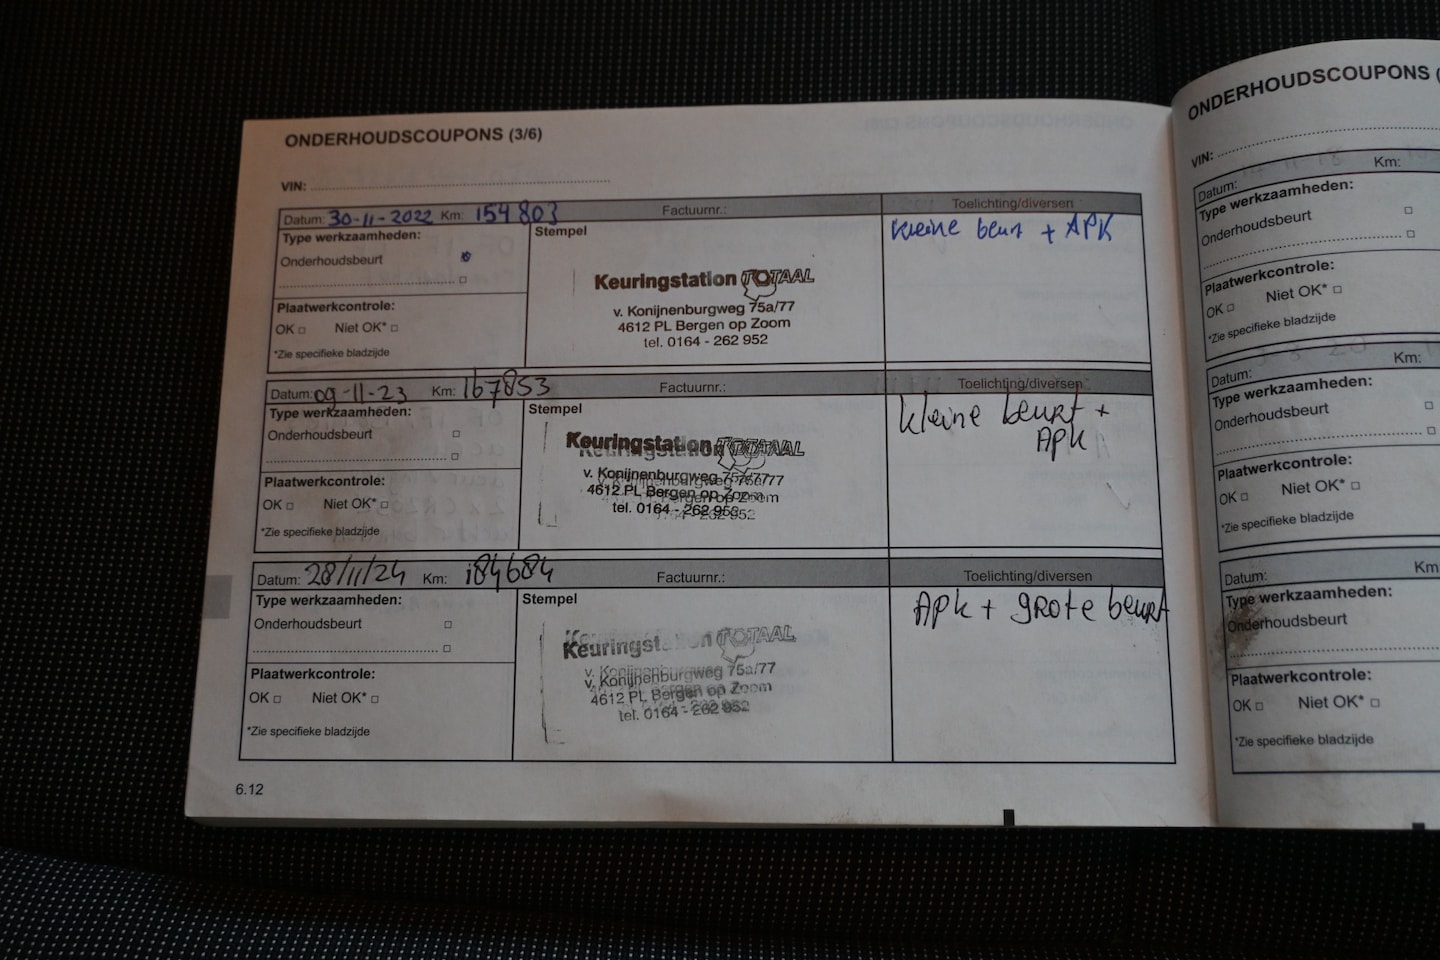 ONDERHOUDSCOUPONS (3/6)
VIN:
Datum: 30-11-2022 Km: 154803 Factuurnr.: Toelichting/diversen
Type werkzaamheden:
Onderhoudsbeurt
Plaatwerkcontrole:
OK □ Niet OK* □
*Zie specifieke bladzijde
Stempel
Keuringstation TOTAAL
v. Konijnenburgweg 75a/77
4612 PL Bergen op Zoom
tel. 0164 - 262 952
kleine beurt + APK
Datum: 09-11-23 Km: 167853 Factuurnr.: Toelichting/diversen
Type werkzaamheden:
Onderhoudsbeurt □
Plaatwerkcontrole:
OK □ Niet OK* □
*Zie specifieke bladzijde
Stempel
Keuringstation TOTAAL
v. Konijnenburgweg 75a/77
4612 PL Bergen op Zoom
tel. 0164 - 262 952
kleine beurt +
APK
Datum: 28/11/24 Km: 184684 Factuurnr.: Toelichting/diversen
Type werkzaamheden:
Onderhoudsbeurt □
Plaatwerkcontrole:
OK □ Niet OK* □
*Zie specifieke bladzijde
Stempel
Keuringstation TOTAAL
v. Konijnenburgweg 75a/77
4612 PL Bergen op Zoom
tel. 0164 - 262 952
APK + GROTE beurt
6.12
ONDERHOUDSCOUPONS (
VIN:
Datum: Km:
Type werkzaamheden:
Onderhoudsbeurt □
Plaatwerkcontrole:
OK □ Niet OK* □
*Zie specifieke bladzijde
Datum: Km:
Type werkzaamheden:
Onderhoudsbeurt □
Plaatwerkcontrole:
OK □ Niet OK* □
*Zie specifieke bladzijde
Datum: Km
Type werkzaamheden:
Onderhoudsbeurt
Plaatwerkcontrole:
OK □ Niet OK* □
*Zie specifieke bladzijde